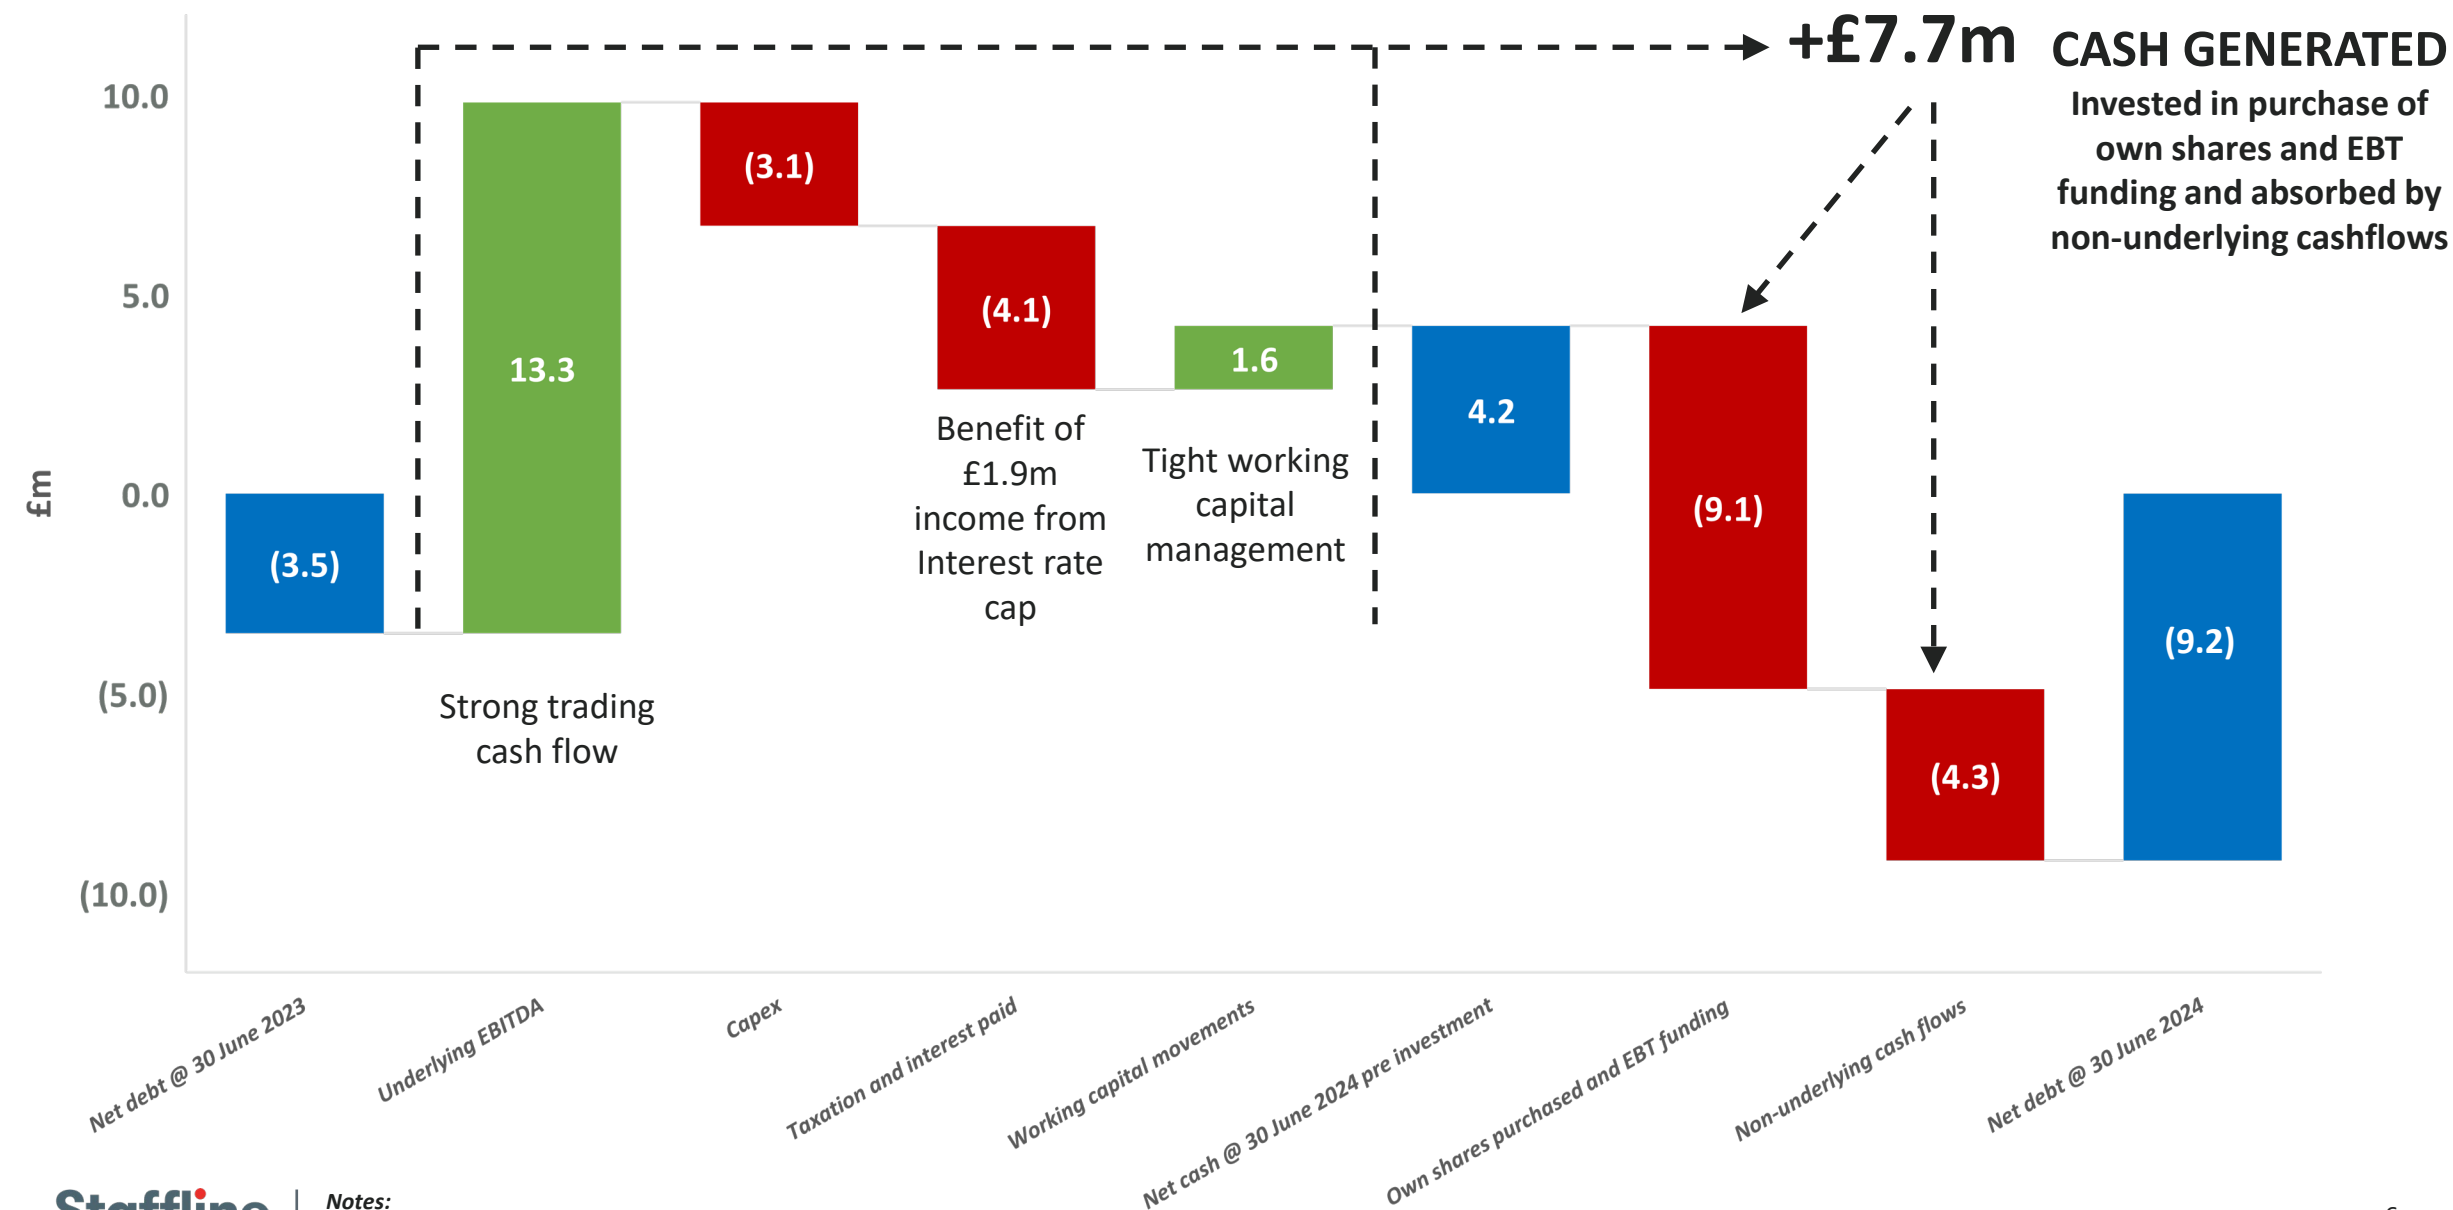 +£7.7m CASH GENERATED
Invested in purchase of
own shares and EBT
funding and absorbed by
non-underlying cashflows
£m
10.0
5.0
0.0
(5.0)
(10.0)
(3.5)
13.3
(3.1)
(4.1)
1.6
4.2
(9.1)
(4.3)
(9.2)
Strong trading
cash flow
Benefit of
£1.9m
income from
Interest rate
cap
Tight working
capital
management
Net debt @ 30 June 2023
Underlying EBITDA
Capex
Taxation and interest paid
Working capital movements
Net cash @ 30 June 2024 pre investment
Own shares purchased and EBT funding
Non-underlying cash flows
Net debt @ 30 June 2024
Staffline
Notes: